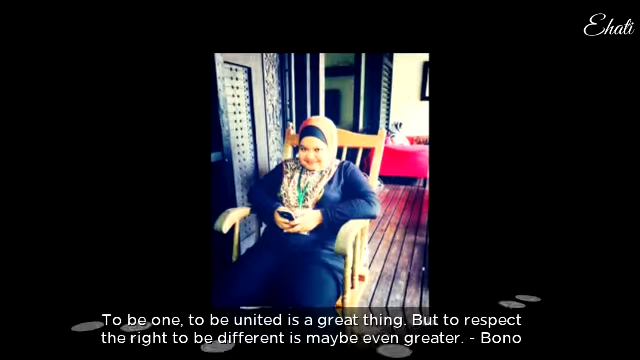 Ehati
To be one, to be united is a great thing. But to respect
the right to be different is maybe even greater. - Bono